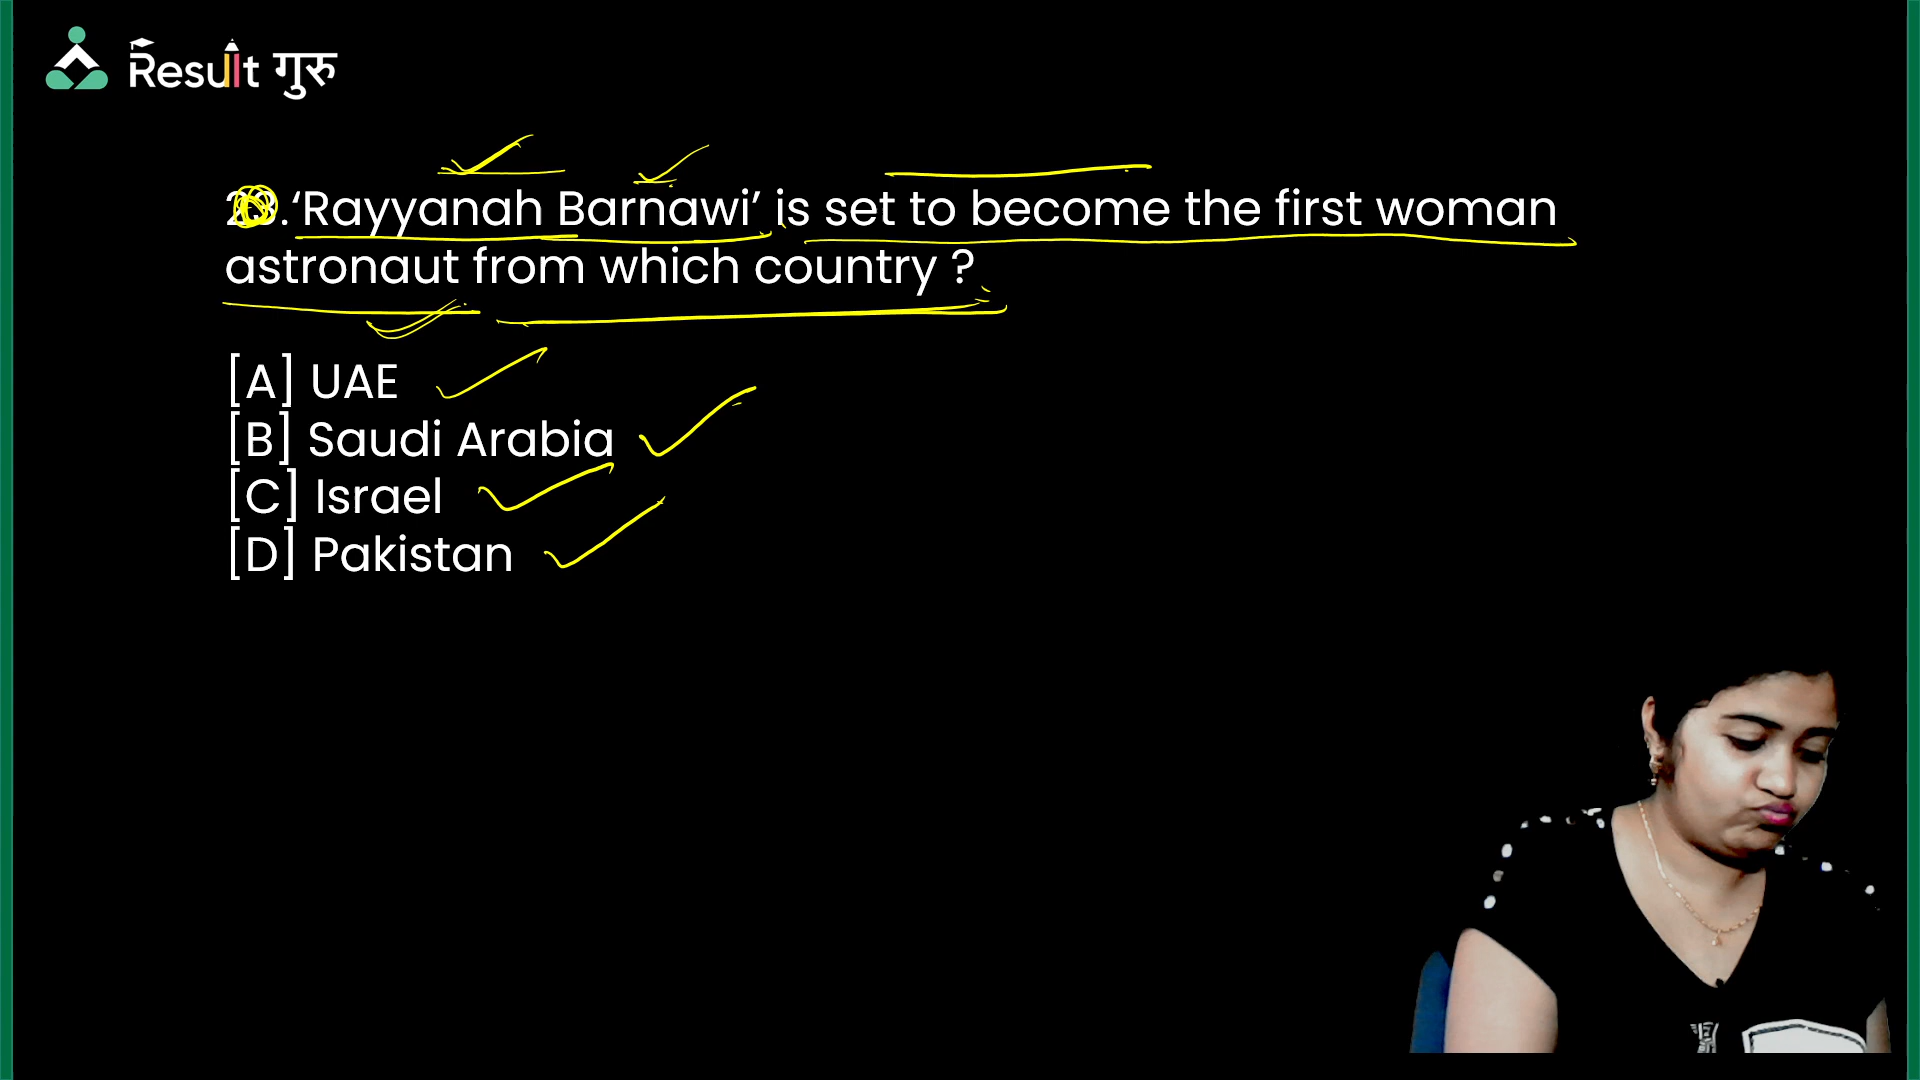 Result गुरु
.‘Rayyanah Barnawi’ is set to become the first woman
astronaut from which country ?
[A] UAE
[B] Saudi Arabia
[C] Israel
[D] Pakistan